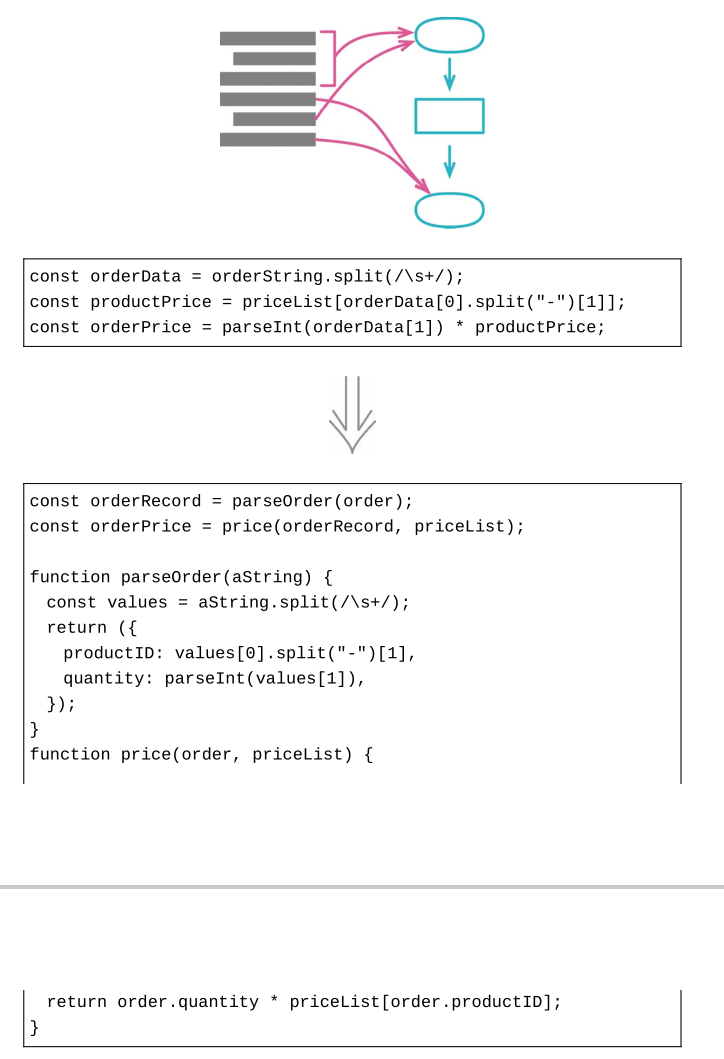 const orderData = orderString.split(/\s+/);
const productPrice = priceList[orderData[0].split("-")[1]];
const orderPrice = parseInt(orderData[1]) * productPrice;
const orderRecord = parseOrder(order);
const orderPrice = price(orderRecord, priceList);

function parseOrder(aString) {
  const values = aString.split(/\s+/);
  return ({
    productID: values[0].split("-")[1],
    quantity: parseInt(values[1]),
  });
}
function price(order, priceList) {
  return order.quantity * priceList[order.productID];
}